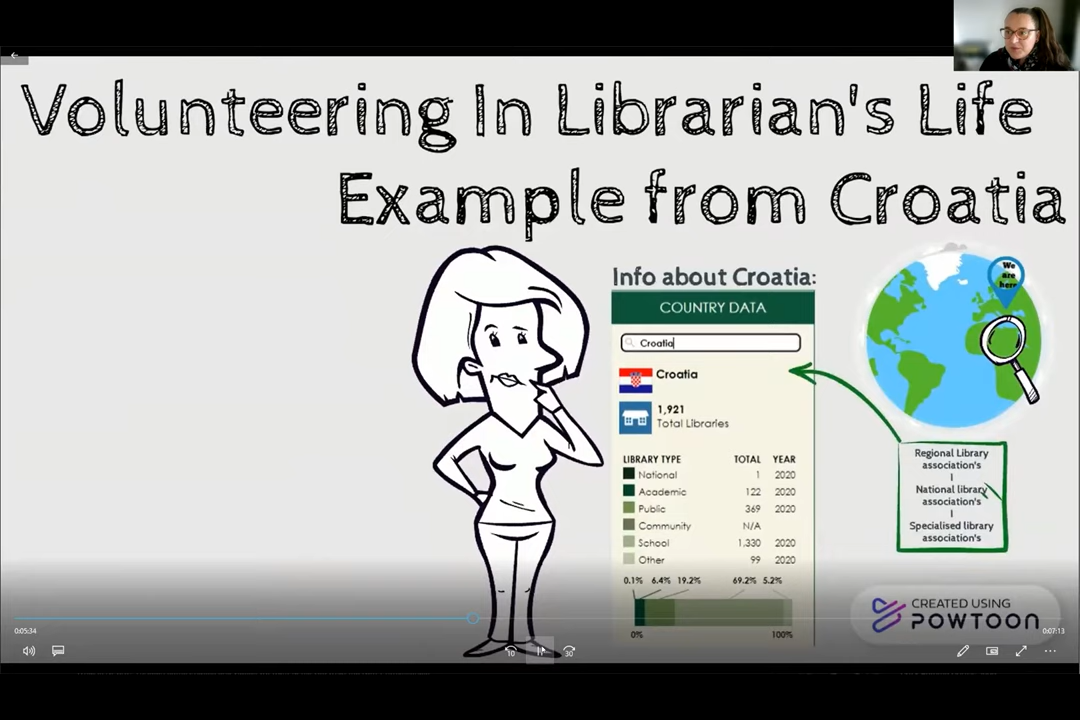 Volunteering In Librarian's Life
Example from Croatia
We
are
here
Info about Croatia:
COUNTRY DATA
Croatia
Croatia
1,921
Total Libraries
LIBRARY TYPE TOTAL YEAR
National 1 2020
Academic 122 2020
Public 369 2020
Community N/A
School 1,330 2020
Other 99 2020
0.1% 6.4% 19.2% 69.2% 5.2%
0% 100%
Regional Library
association's
I
National library
association's
I
Specialised library
association's
CREATED USING
POWTOON
0:05:34
0:07:13
10
30